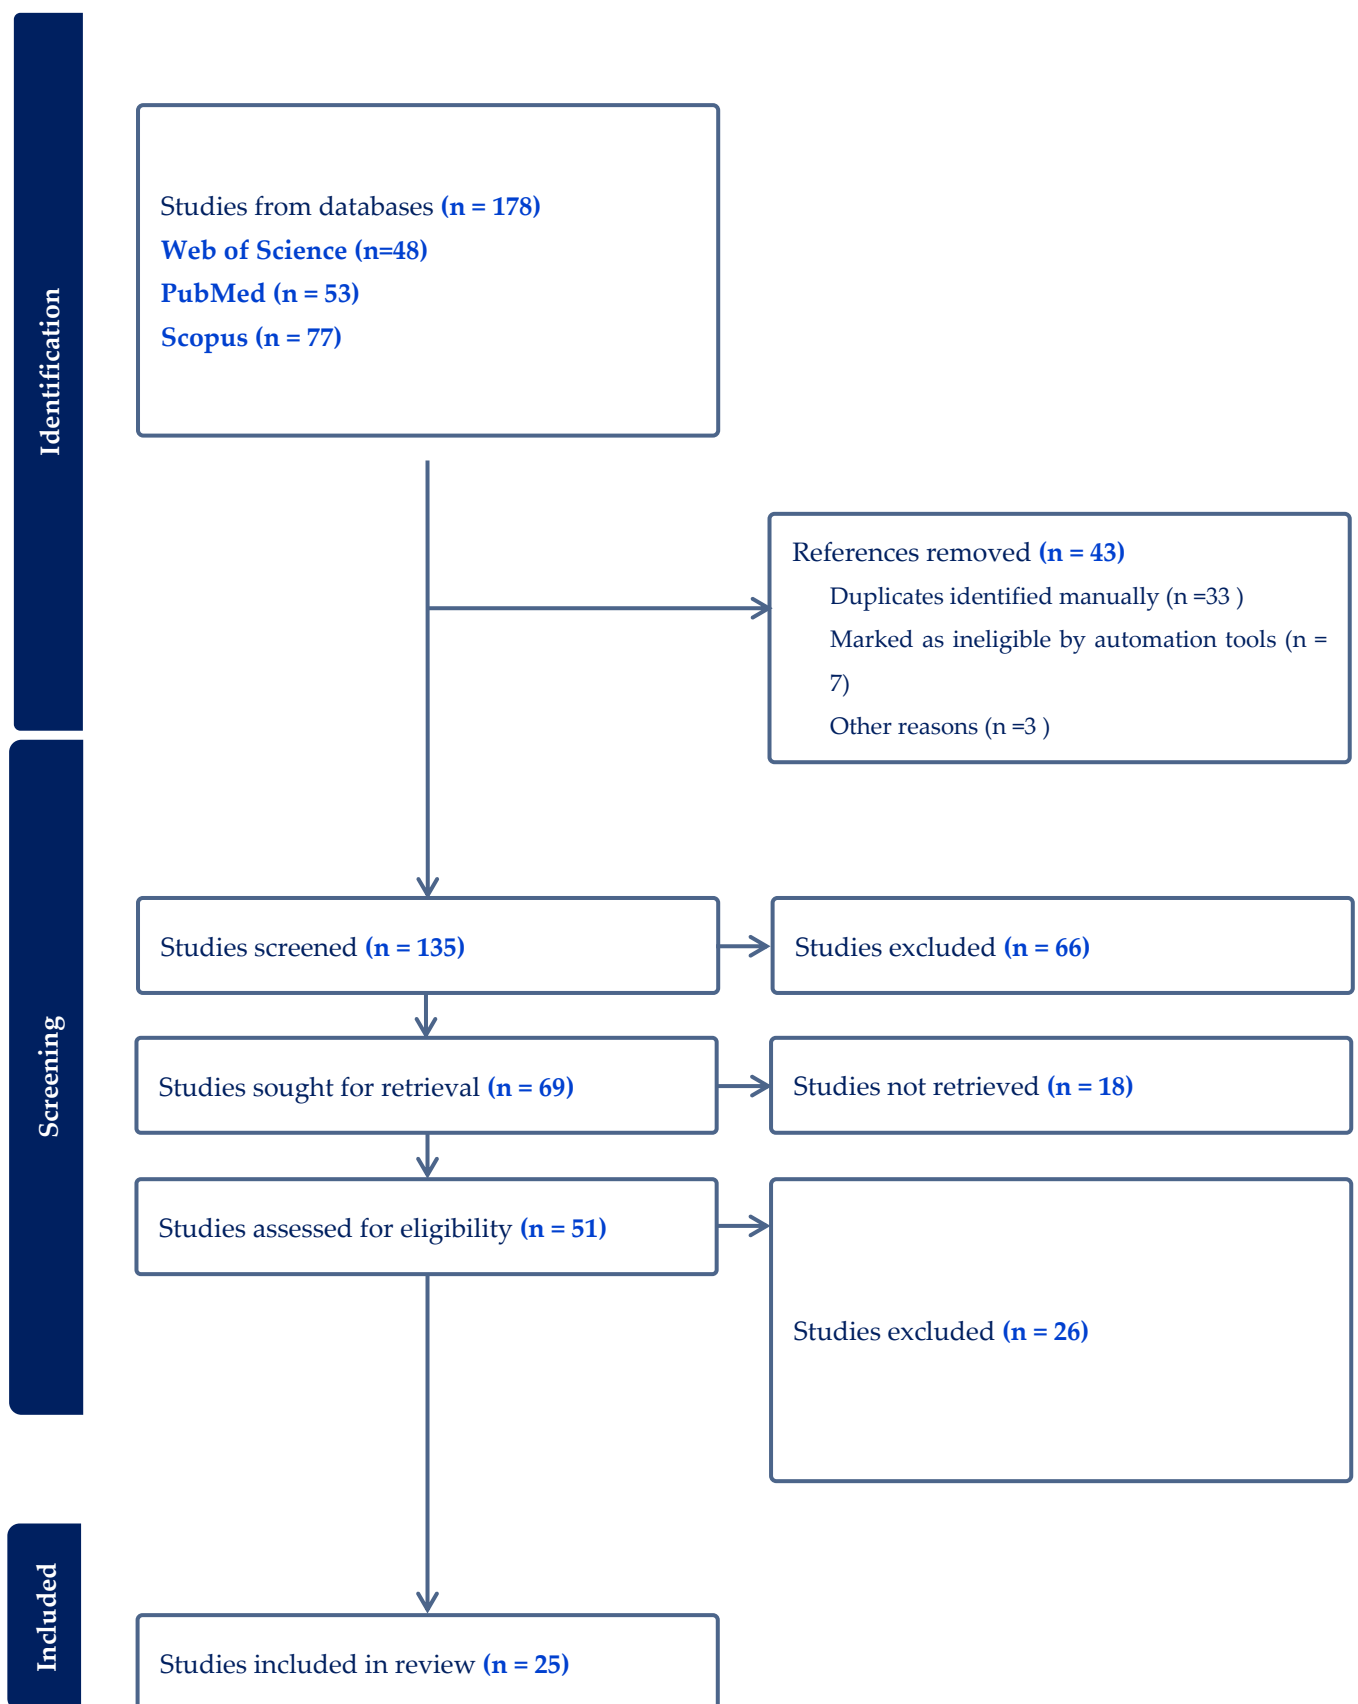 Identification
Studies from databases (n = 178)
Web of Science (n=48)
PubMed (n = 53)
Scopus (n = 77)
References removed (n = 43)
Duplicates identified manually (n =33 )
Marked as ineligible by automation tools (n =
7)
Other reasons (n =3 )
Screening
Studies screened (n = 135)
Studies excluded (n = 66)
Studies sought for retrieval (n = 69)
Studies not retrieved (n = 18)
Studies assessed for eligibility (n = 51)
Studies excluded (n = 26)
Included
Studies included in review (n = 25)